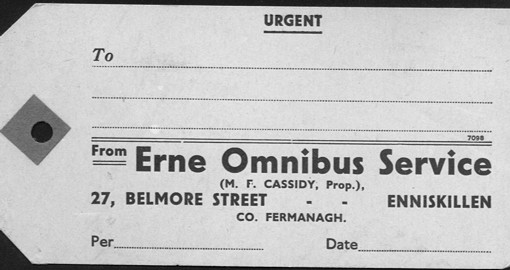 URGENT
To
7098
From Erne Omnibus Service
(M. F. CASSIDY, Prop.),
27, BELMORE STREET - - ENNISKILLEN
CO. FERMANAGH.
Per
Date